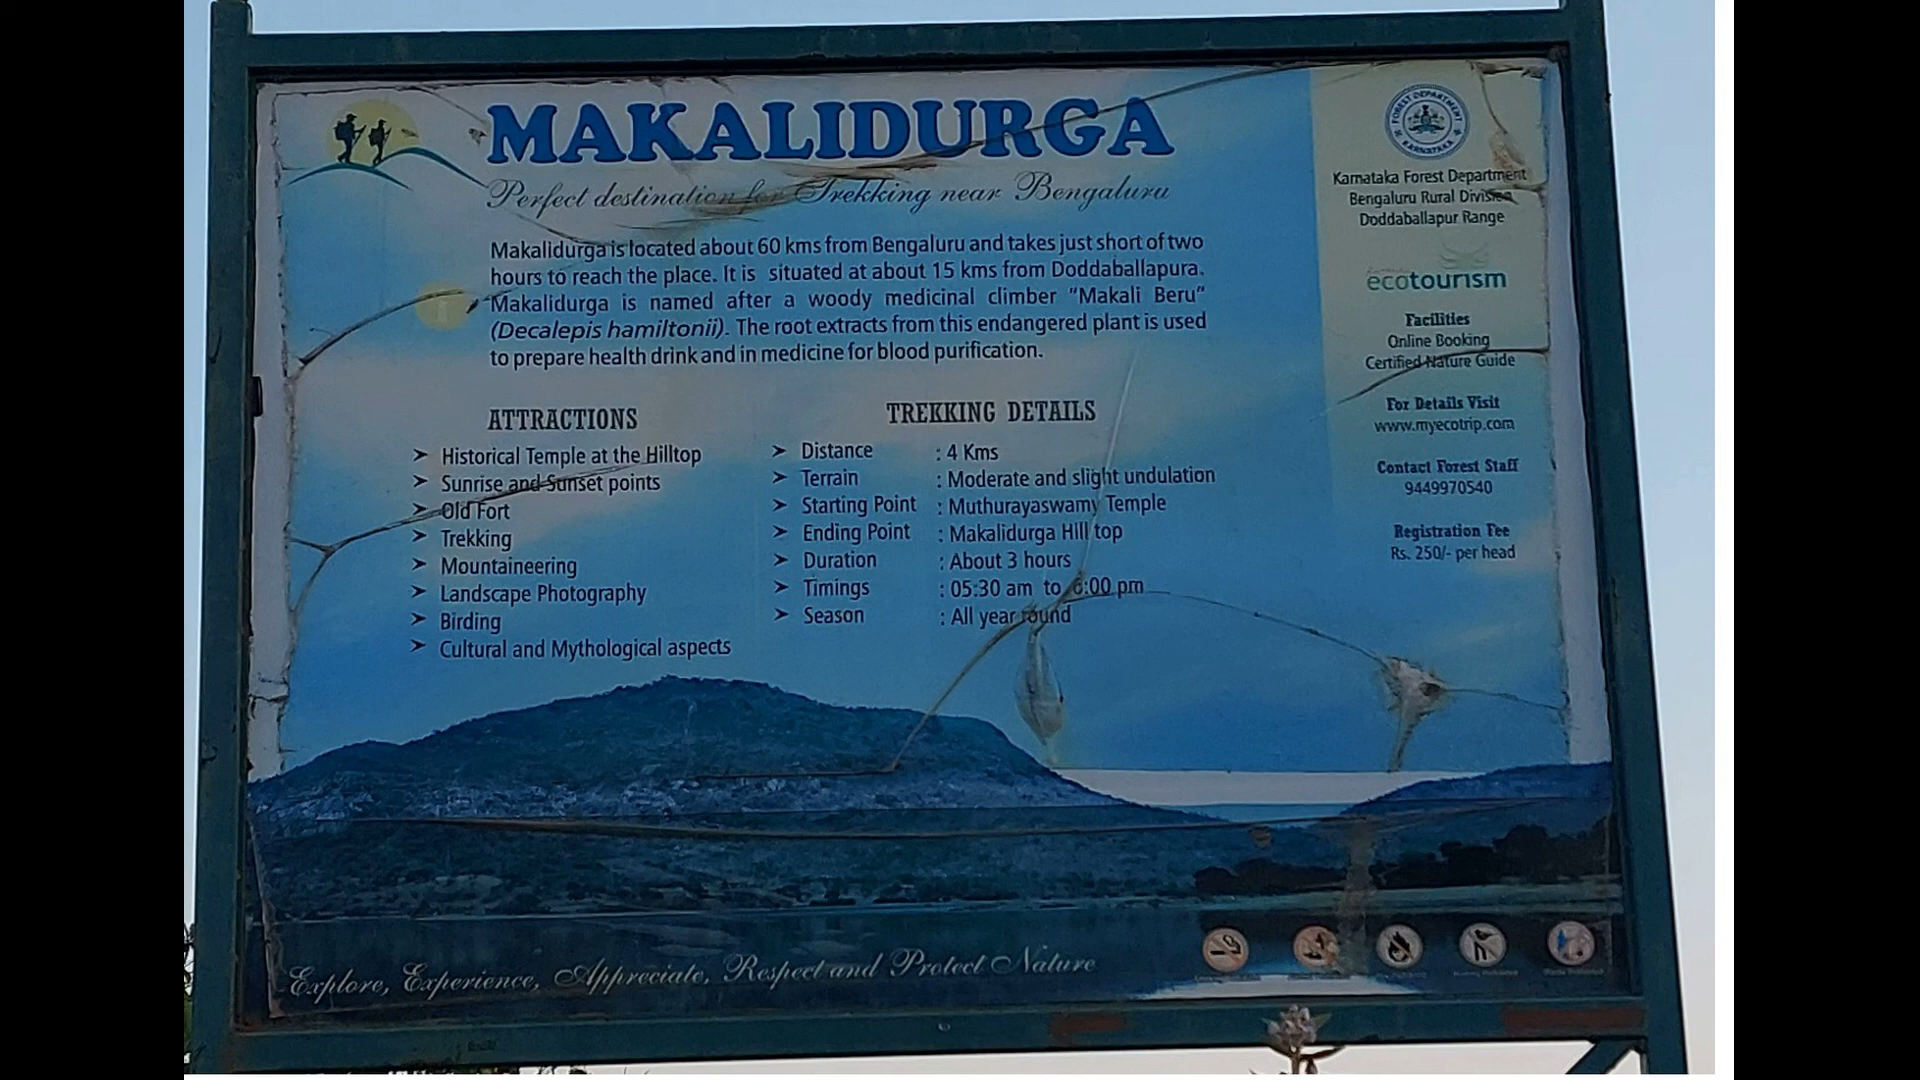 MAKALIDURGA
Perfect destination for Trekking near Bengaluru
Makalidurga is located about 60 kms from Bengaluru and takes just short of two
hours to reach the place. It is situated at about 15 kms from Doddaballapura.
Makalidurga is named after a woody medicinal climber "Makali Beru"
(Decalepis hamiltonii). The root extracts from this endangered plant is used
to prepare health drink and in medicine for blood purification.
ATTRACTIONS
➤ Historical Temple at the Hilltop
➤ Sunrise and Sunset points
➤ Old Fort
➤ Trekking
➤ Mountaineering
➤ Landscape Photography
➤ Birding
➤ Cultural and Mythological aspects
TREKKING DETAILS
➤ Distance : 4 Kms
➤ Terrain : Moderate and slight undulation
➤ Starting Point : Muthurayaswamy Temple
➤ Ending Point : Makalidurga Hill top
➤ Duration : About 3 hours
➤ Timings : 05:30 am to 6:00 pm
➤ Season : All year round
FOREST DEPARTMENT
KARNATAKA
Karnataka Forest Department
Bengaluru Rural Division
Doddaballapur Range
ecotourism
Facilities
Online Booking
Certified Nature Guide
For Details Visit
www.myecotrip.com
Contact Forest Staff
9449970540
Registration Fee
Rs. 250/- per head
Explore, Experience, Appreciate, Respect and Protect Nature